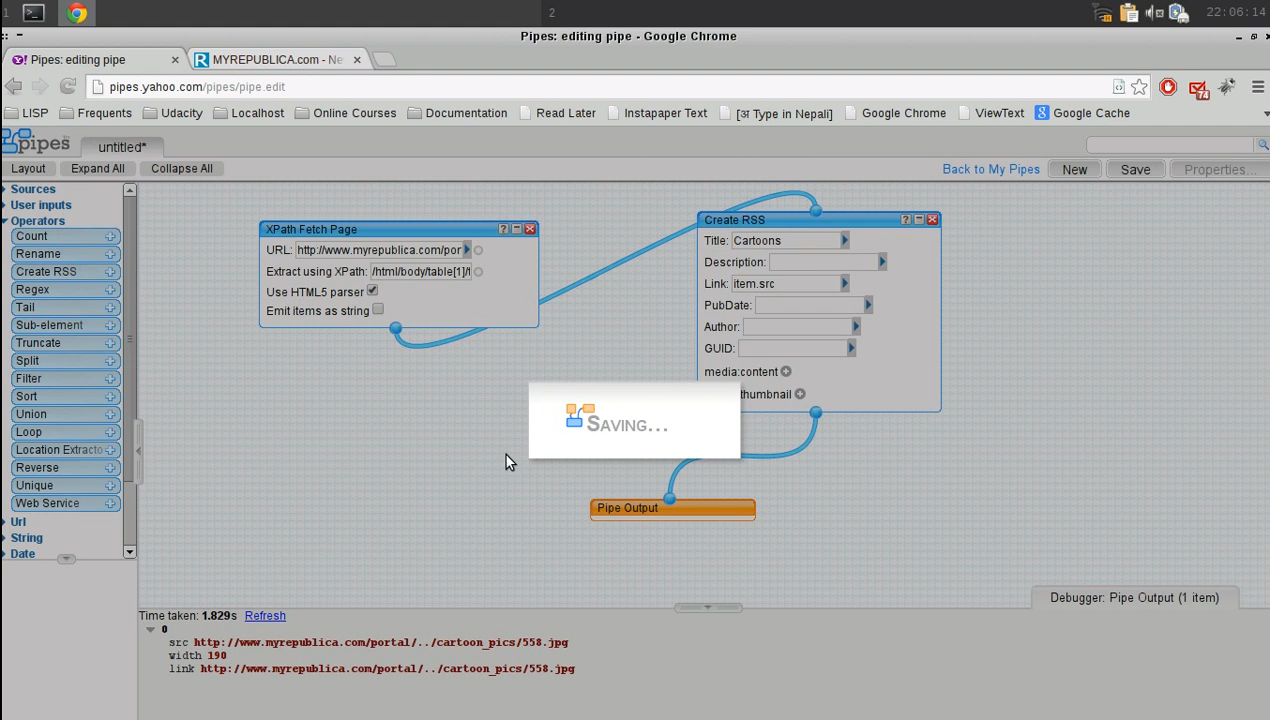 1
2
22:06:14
Pipes: editing pipe - Google Chrome
Pipes: editing pipe
MYREPUBLICA.com - Ne
pipes.yahoo.com/pipes/pipe.edit
LISP
Frequents
Udacity
Localhost
Online Courses
Documentation
Read Later
Instapaper Text
[अ Type in Nepali]
Google Chrome
ViewText
Google Cache
pipes
untitled*
Layout
Expand All
Collapse All
Back to My Pipes
New
Save
Properties...
Sources
User inputs
Operators
Count
Rename
Create RSS
Regex
Tail
Sub-element
Truncate
Split
Filter
Sort
Union
Loop
Location Extracto
Reverse
Unique
Web Service
Url
String
Date
XPath Fetch Page
URL: http://www.myrepublica.com/por
Extract using XPath: /html/body/table[1]/t
Use HTML5 parser
Emit items as string
Create RSS
Title: Cartoons
Description:
Link: item.src
PubDate:
Author:
GUID:
media:content
thumbnail
Saving...
Pipe Output
Debugger: Pipe Output (1 item)
Time taken: 1.829s Refresh
0
src http://www.myrepublica.com/portal/../cartoon_pics/558.jpg
width 190
link http://www.myrepublica.com/portal/../cartoon_pics/558.jpg